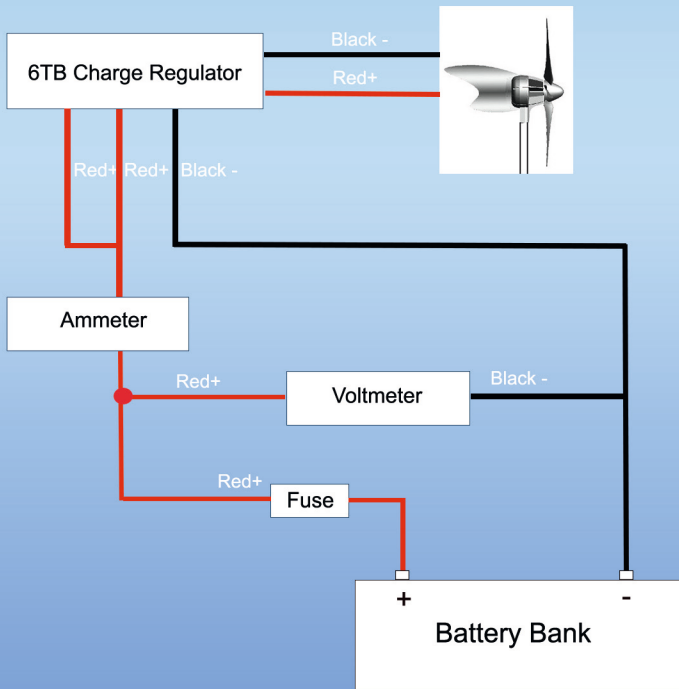 Black -
6TB Charge Regulator
Red+
Red+ Red+ Black -
Ammeter
Red+
Voltmeter
Black -
Red+
Fuse
+ -
Battery Bank